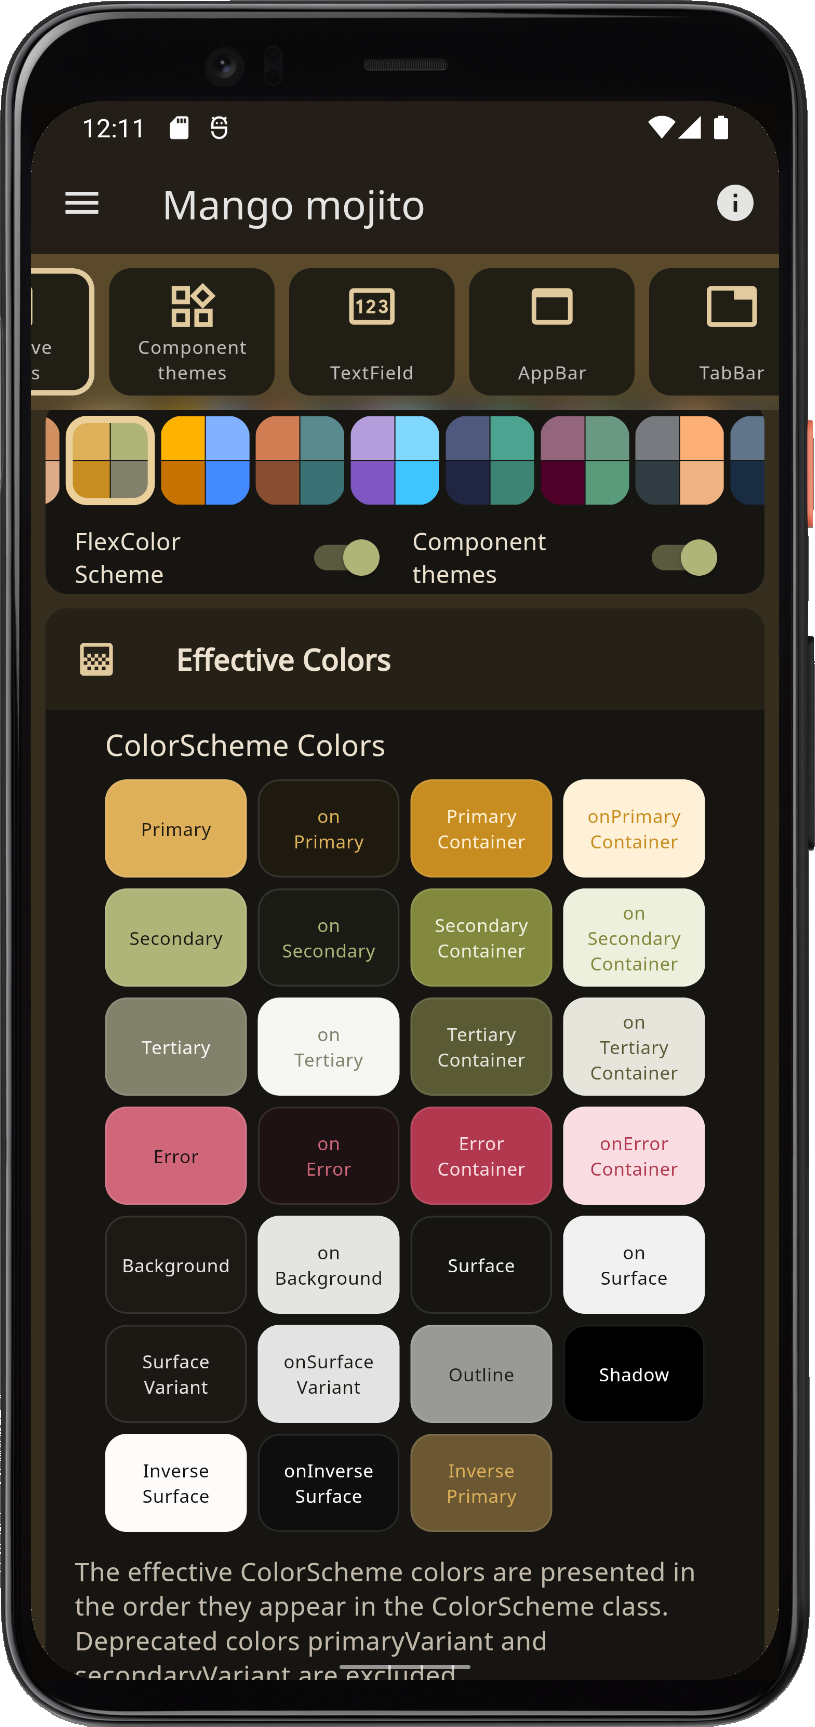 12:11
Mango mojito
ve
s
Component
themes
123
TextField
AppBar
TabBar
FlexColor
Scheme
Component
themes
Effective Colors
ColorScheme Colors
Primary
on
Primary
Primary
Container
onPrimary
Container
Secondary
on
Secondary
Secondary
Container
on
Secondary
Container
Tertiary
on
Tertiary
Tertiary
Container
on
Tertiary
Container
Error
on
Error
Error
Container
onError
Container
Background
on
Background
Surface
on
Surface
Surface
Variant
onSurface
Variant
Outline
Shadow
Inverse
Surface
onInverse
Surface
Inverse
Primary
The effective ColorScheme colors are presented in
the order they appear in the ColorScheme class.
Deprecated colors primaryVariant and
secondaryVariant are excluded